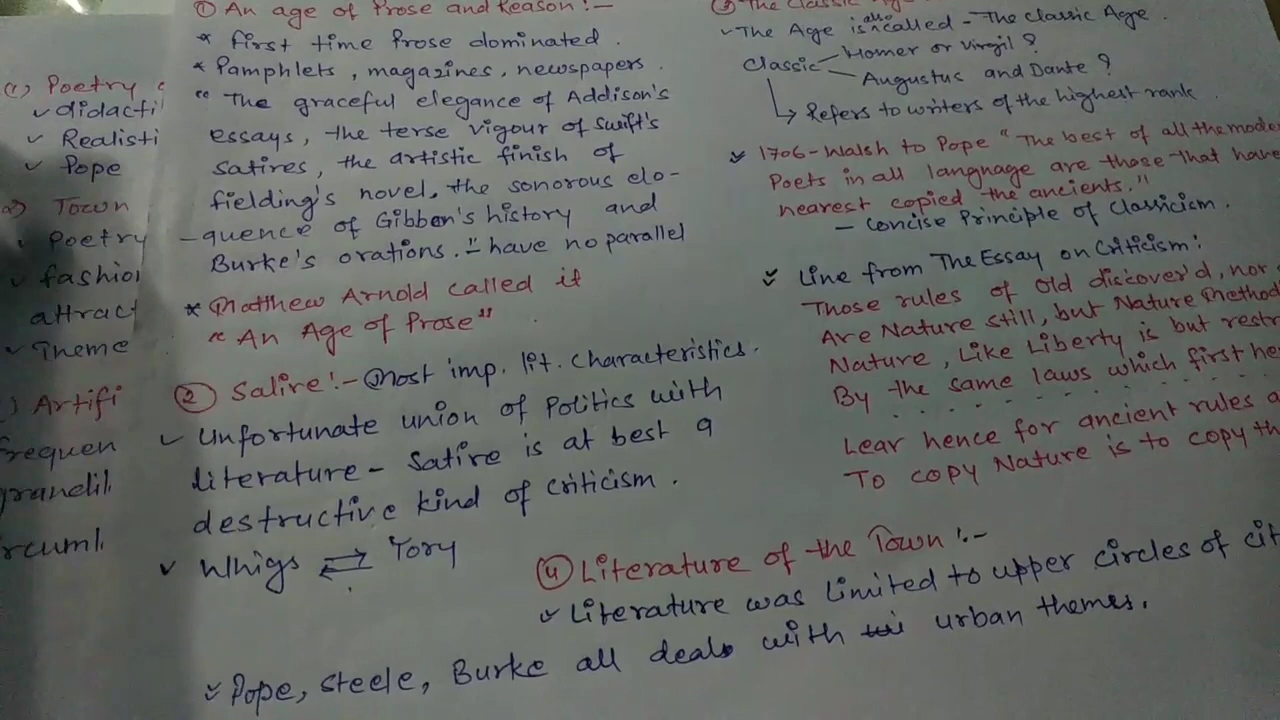 (1) Poetry
✓ didacti
✓ Realisti
✓ Pope
Town
Poetry
✓ fashion
attract
✓ Theme
) Artifi
frequen
grandil
rcuml
① An age of Prose and Reason :-
* first time Prose dominated.
* Pamphlets, magazines, newspapers.
" The graceful elegance of Addison's
essays, the terse vigour of Swift's
satires, the artistic finish of
fielding's novel, the sonorous elo-
-quence of Gibbon's history and
Burke's orations.-" have no parallel
* Matthew Arnold called it
" An Age of Prose"
② Satire :- Most imp. lit. characteristics.
✓ Unfortunate union of Politics with
literature - Satire is at best a
destructive kind of criticism.
✓ Whigs ⇄ Tory
③ The Classic Age
✓ The Age is also called - The Classic Age.
Classic - Homer or Virgil ?
- Augustus and Dante ?
↳ Refers to writers of the highest rank
✓ 1706 - Walsh to Pope " The best of all the mode
Poets in all language are those that have
nearest copied the ancients."
- Concise Principle of Classicism.
✓ Line from The Essay on Criticism :
Those rules of old discover'd, nor
Are Nature still, but Nature Method
Nature, Like Liberty is but restr
By the same laws which first he
. . . . . . . . . . . .
Lear hence for ancient rules a
To copy Nature is to copy th
④ Literature of the Town :-
✓ Literature was limited to upper circles of cit
✓ Pope, Steele, Burke all deals with urban themes.